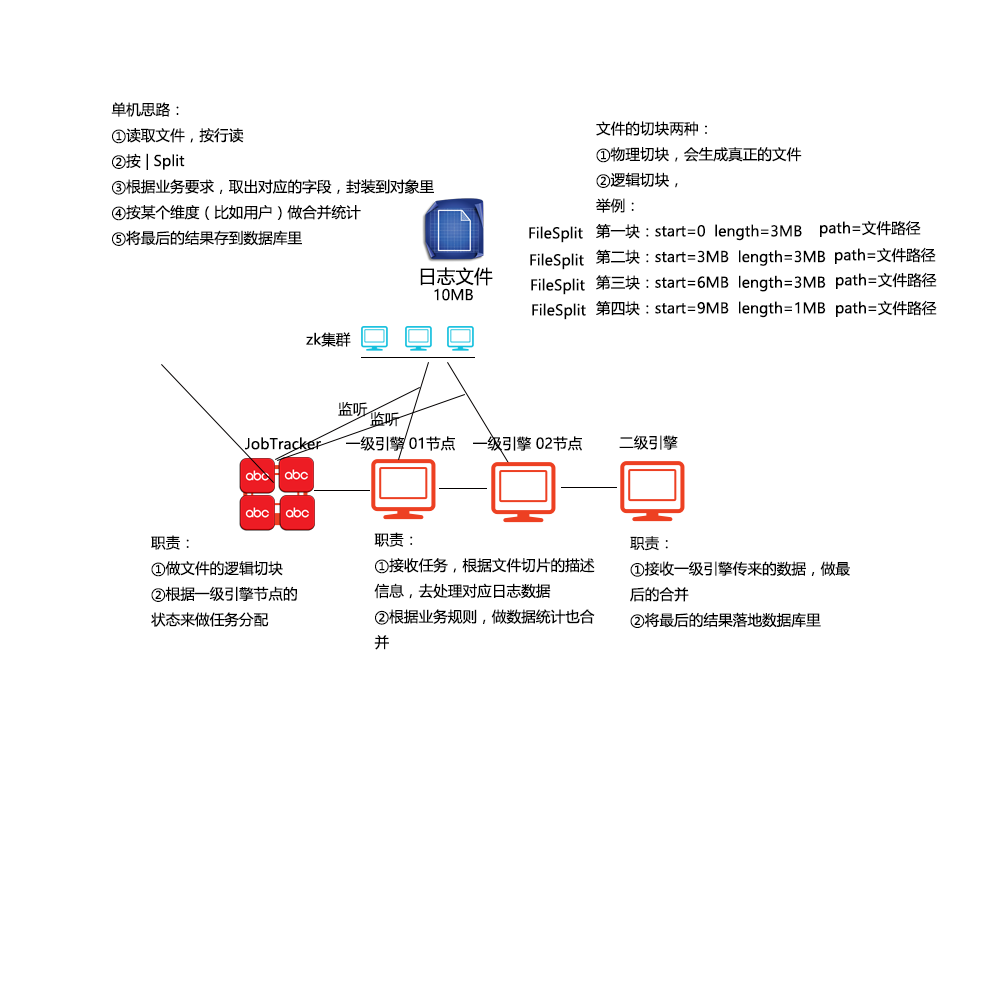 单机思路：
①读取文件，按行读
②按 | Split
③根据业务要求，取出对应的字段，封装到对象里
④按某个维度（比如用户）做合并统计
⑤将最后的结果存到数据库里
文件的切块两种：
①物理切块，会生成真正的文件
②逻辑切块，
举例：
FileSplit 第一块：start=0 length=3MB path=文件路径
FileSplit 第二块：start=3MB length=3MB path=文件路径
FileSplit 第三块：start=6MB length=3MB path=文件路径
FileSplit 第四块：start=9MB length=1MB path=文件路径
日志文件
10MB
zk集群
监听
监听
JobTracker
一级引擎 01节点
一级引擎 02节点
二级引擎
abc
abc
abc
abc
职责：
①做文件的逻辑切块
②根据一级引擎节点的
状态来做任务分配
职责：
①接收任务，根据文件切片的描述
信息，去处理对应日志数据
②根据业务规则，做数据统计也合
并
职责：
①接收一级引擎传来的数据，做最
后的合并
②将最后的结果落地数据库里